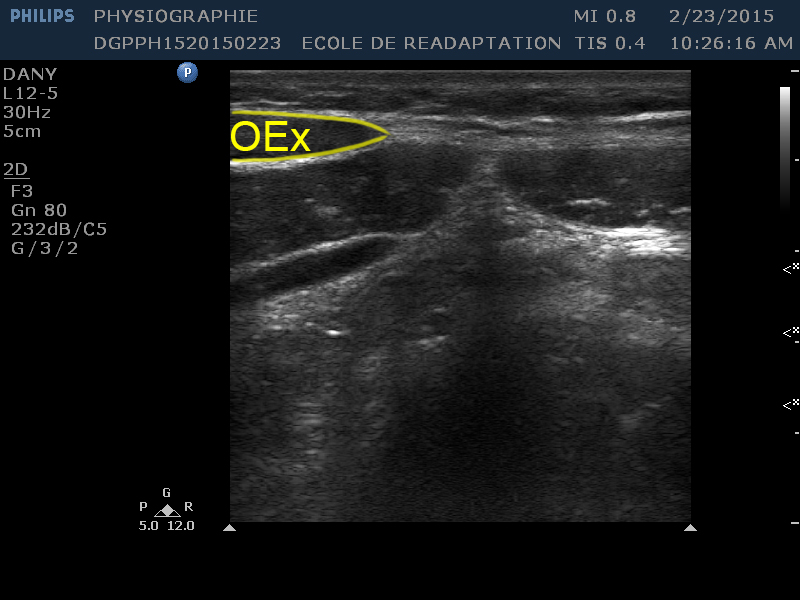 PHILIPS PHYSIOGRAPHIE MI 0.8 2/23/2015
DGPPH1520150223 ECOLE DE READAPTATION TIS 0.4 10:26:16 AM
DANY
P
L12-5
30Hz
5cm
OEx
2D
F3
Gn 80
232dB/C5
G/3/2
G
P R
5.0 12.0